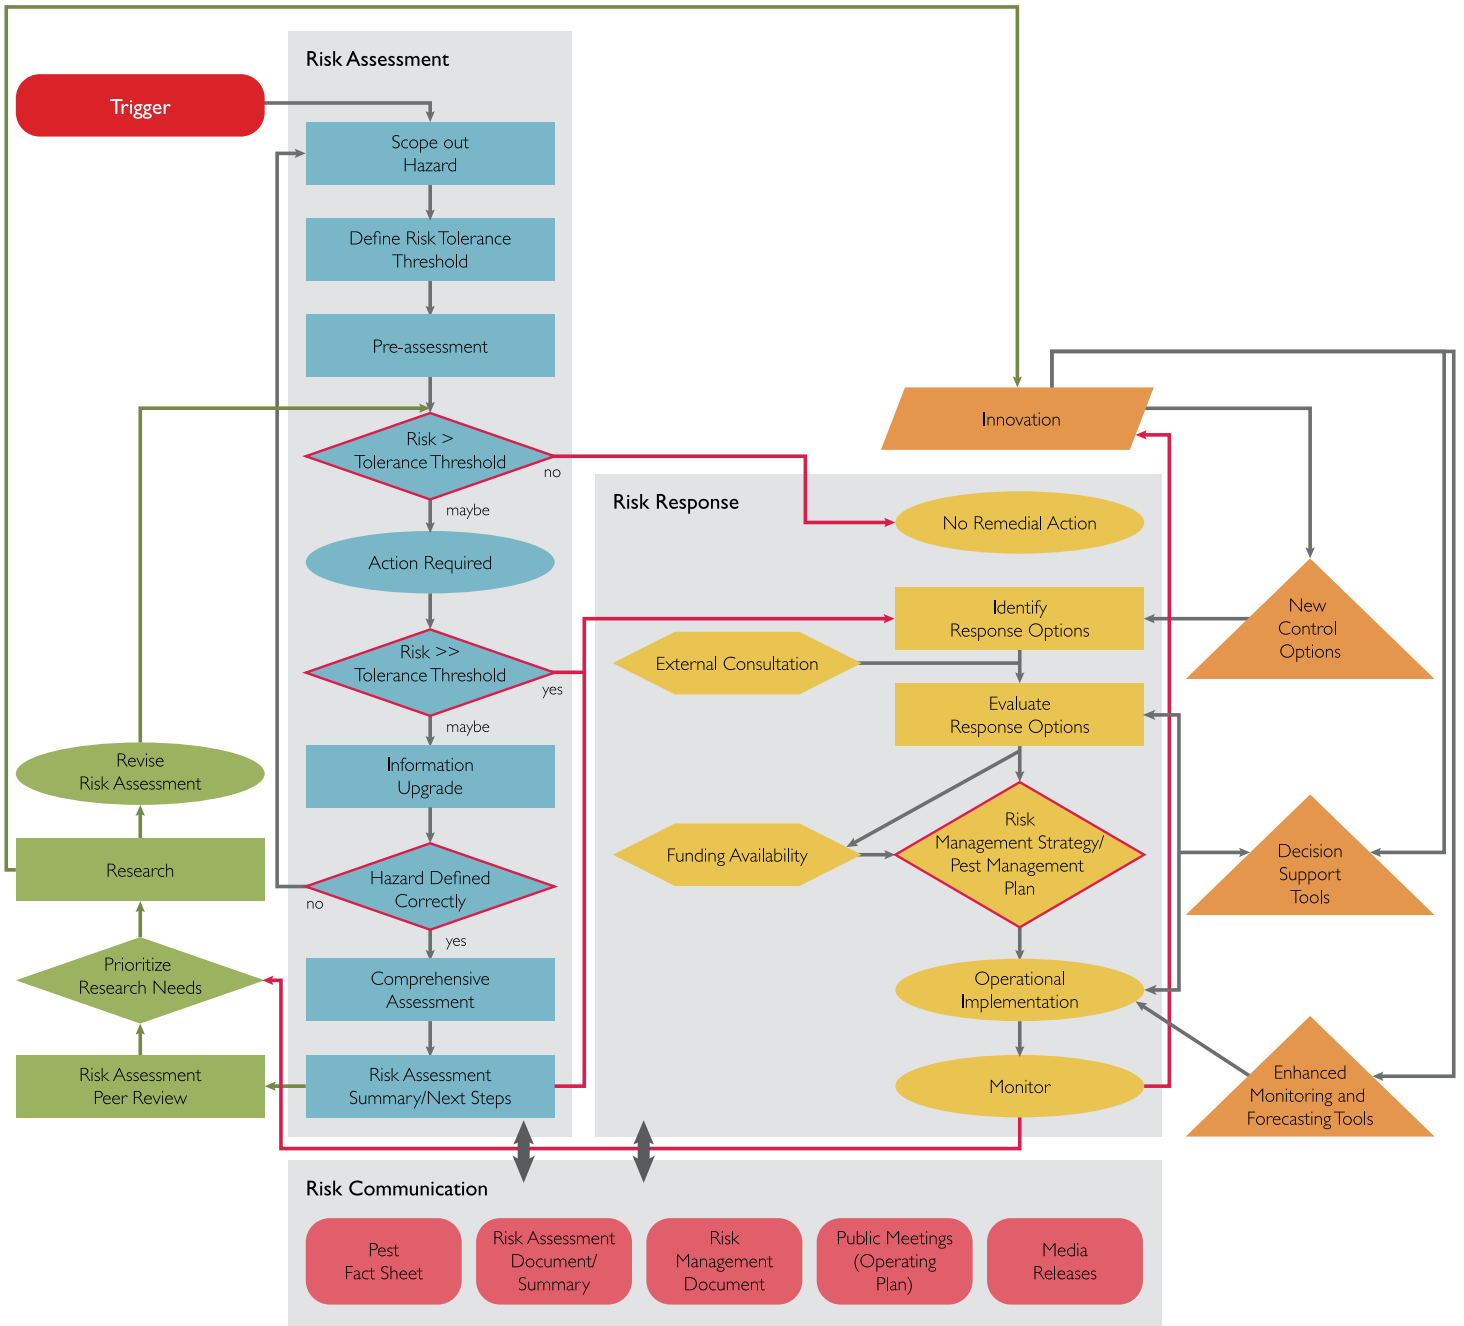 Risk Assessment
Trigger
Scope out
Hazard
Define Risk Tolerance
Threshold
Pre-assessment
Risk >
Tolerance Threshold
no
maybe
Action Required
Risk >>
Tolerance Threshold
yes
maybe
Information
Upgrade
Hazard Defined
Correctly
no
yes
Comprehensive
Assessment
Risk Assessment
Summary/Next Steps
Revise
Risk Assessment
Research
Prioritize
Research Needs
Risk Assessment
Peer Review
Innovation
Risk Response
No Remedial Action
Identify
Response Options
External Consultation
Evaluate
Response Options
Funding Availability
Risk
Management Strategy/
Pest Management
Plan
Operational
Implementation
Monitor
New
Control
Options
Decision
Support
Tools
Enhanced
Monitoring and
Forecasting Tools
Risk Communication
Pest
Fact Sheet
Risk Assessment
Document/
Summary
Risk
Management
Document
Public Meetings
(Operating
Plan)
Media
Releases